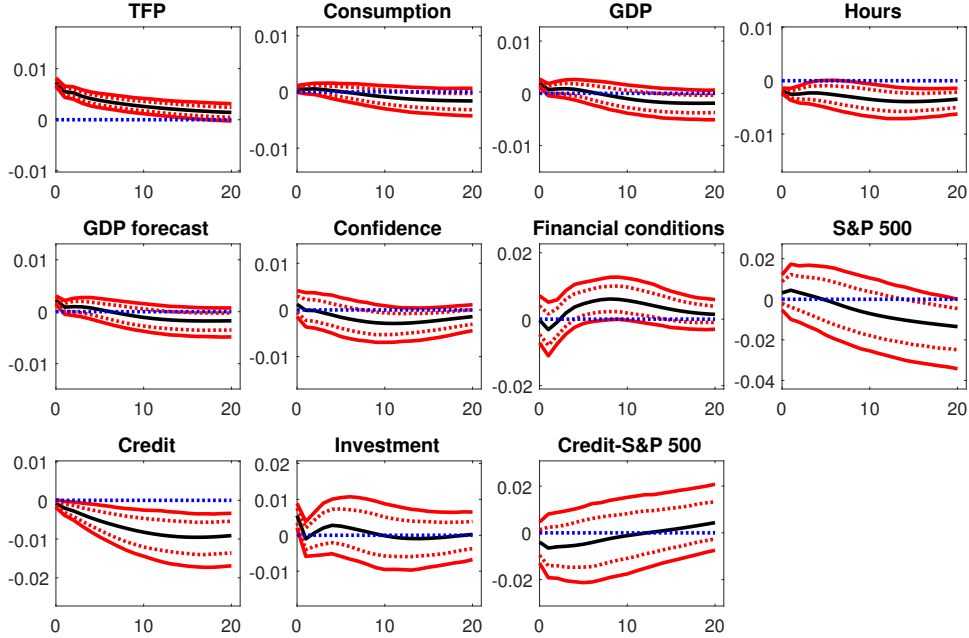 TFP
0.01
0
-0.01
0 10 20
Consumption
0.01
0
-0.01
0 10 20
GDP
0.01
0
-0.01
0 10 20
Hours
0.01
0
-0.01
0 10 20
GDP forecast
0.01
0
-0.01
0 10 20
Confidence
0.01
0
-0.01
0 10 20
Financial conditions
0.02
0
-0.02
0 10 20
S&P 500
0.02
0
-0.02
-0.04
0 10 20
Credit
0.01
0
-0.01
-0.02
0 10 20
Investment
0.02
0.01
0
-0.01
0 10 20
Credit-S&P 500
0.02
0
-0.02
0 10 20